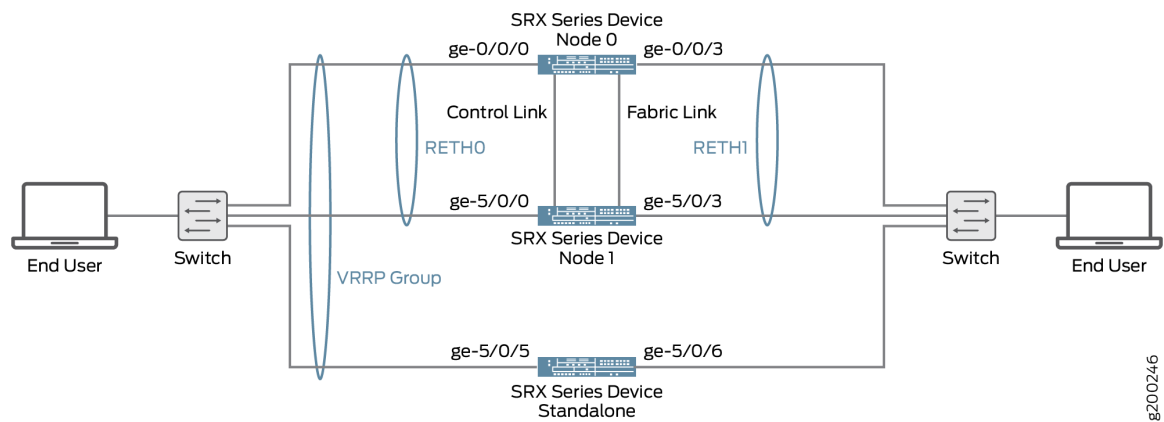 SRX Series Device
Node 0
ge-0/0/0
ge-0/0/3
Control Link
Fabric Link
RETH0
RETH1
ge-5/0/0
ge-5/0/3
SRX Series Device
Node 1
End User
Switch
Switch
End User
VRRP Group
ge-5/0/5
ge-5/0/6
SRX Series Device
Standalone
g200246